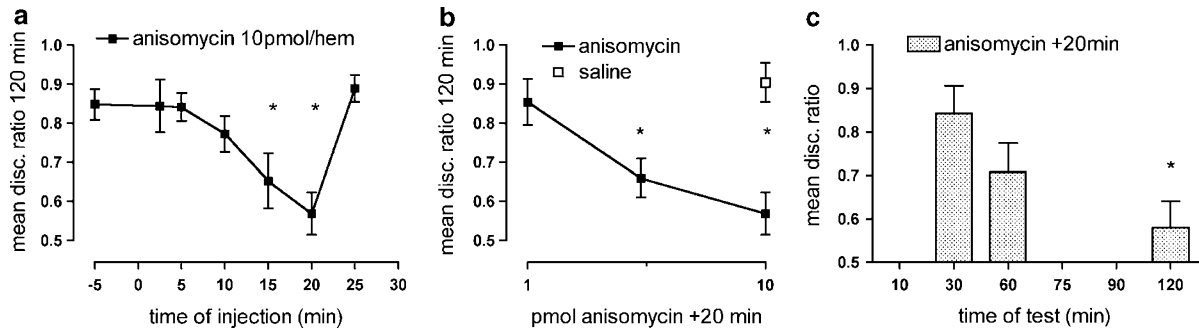 a
anisomycin 10pmol/hem
mean disc. ratio 120 min
1.0
0.9
0.8
0.7
0.6
0.5
* *
-5 0 5 10 15 20 25 30
time of injection (min)
b
anisomycin
saline
mean disc. ratio 120 min
1.0
0.9
0.8
0.7
0.6
0.5
* *
1 10
pmol anisomycin +20 min
c
anisomycin +20min
mean disc. ratio
1.0
0.9
0.8
0.7
0.6
0.5
*
10 30 60 75 90 120
time of test (min)